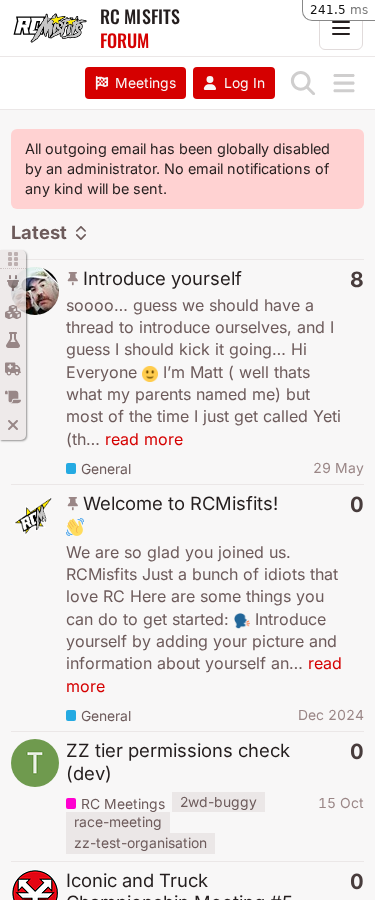 241.5 ms
RC Misfits
RC MISFITS
FORUM
Meetings
Log In
All outgoing email has been globally disabled
by an administrator. No email notifications of
any kind will be sent.
Latest
Introduce yourself
8
soooo… guess we should have a
thread to introduce ourselves, and I
guess I should kick it going… Hi
Everyone 🙂 I’m Matt ( well thats
what my parents named me) but
most of the time I just get called Yeti
(th… read more
General
29 May
RC
Welcome to RCMisfits!
0
👋
We are so glad you joined us.
RCMisfits Just a bunch of idiots that
love RC Here are some things you
can do to get started: 🗣 Introduce
yourself by adding your picture and
information about yourself an… read
more
General
Dec 2024
T
ZZ tier permissions check
0
(dev)
RC Meetings 2wd-buggy
15 Oct
race-meeting
zz-test-organisation
Iconic and Truck
0
Championship Meeting #5